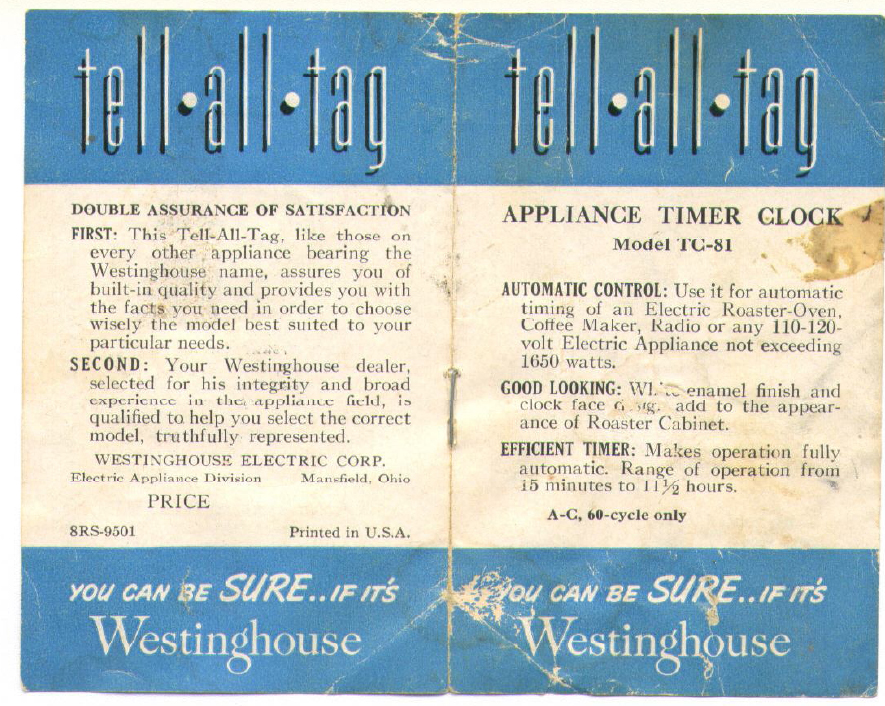 tell·all·tag
DOUBLE ASSURANCE OF SATISFACTION
FIRST: This Tell-All-Tag, like those on
every other appliance bearing the
Westinghouse name, assures you of
built-in quality and provides you with
the facts you need in order to choose
wisely the model best suited to your
particular needs.
SECOND: Your Westinghouse dealer,
selected for his integrity and broad
experience in the appliance field, is
qualified to help you select the correct
model, truthfully represented.
WESTINGHOUSE ELECTRIC CORP.
Electric Appliance Division Mansfield, Ohio
PRICE
8RS-9501 Printed in U.S.A.
YOU CAN BE SURE..IF IT'S
Westinghouse
tell·all·tag
APPLIANCE TIMER CLOCK
Model TC-81
AUTOMATIC CONTROL: Use it for automatic
timing of an Electric Roaster-Oven,
Coffee Maker, Radio or any 110-120-
volt Electric Appliance not exceeding
1650 watts.
GOOD LOOKING: enamel finish and
clock face add to the appear-
ance of Roaster Cabinet.
EFFICIENT TIMER: Makes operation fully
automatic. Range of operation from
15 minutes to 11½ hours.
A-C, 60-cycle only
YOU CAN BE SURE..IF IT'S
Westinghouse